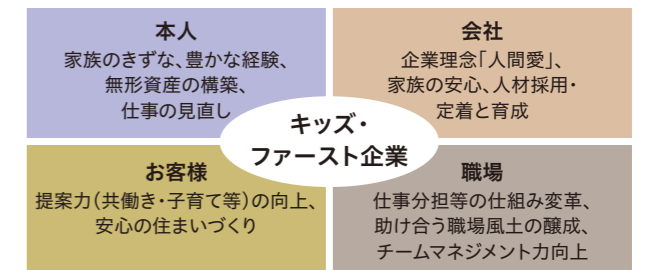 本人
家族のきずな、豊かな経験、
無形資産の構築、
仕事の見直し
会社
企業理念「人間愛」、
家族の安心、人材採用・
定着と育成
キッズ・
ファースト企業
お客様
提案力(共働き・子育て等)の向上、
安心の住まいづくり
職場
仕事分担等の仕組み変革、
助け合う職場風土の醸成、
チームマネジメント力向上